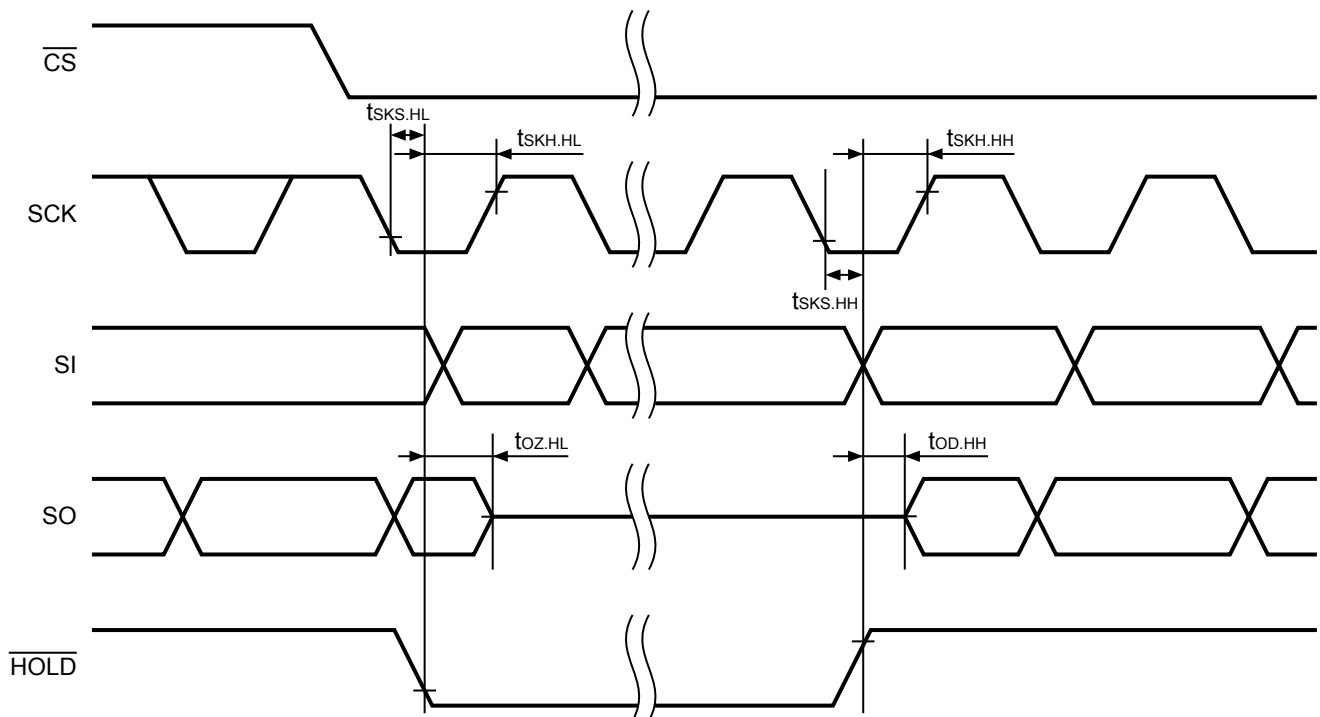 CS
tSKS.HL
tSKH.HL
tSKH.HH
SCK
tSKS.HH
SI
tOZ.HL
tOD.HH
SO
HOLD